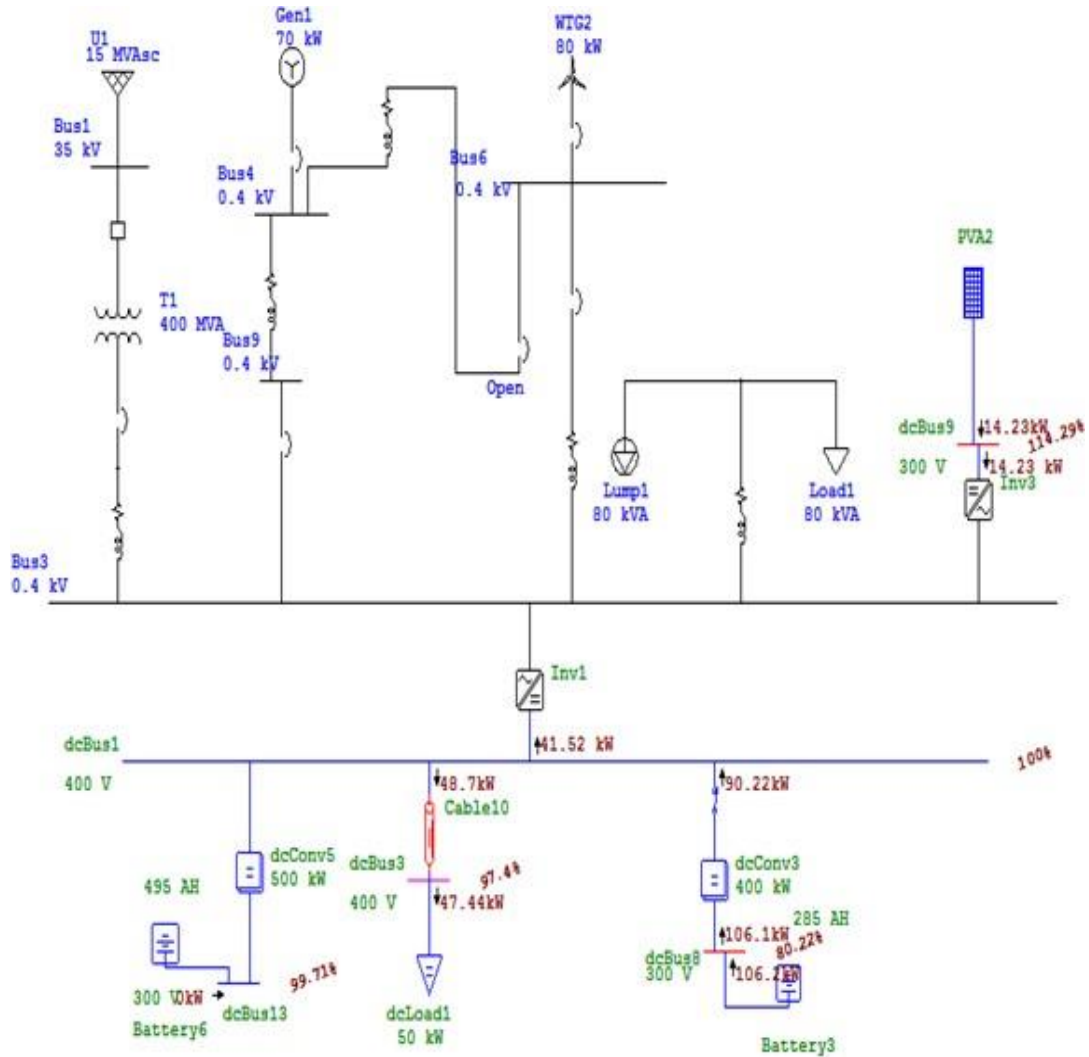 U1
15 MVAsc
Gen1
70 kW
WTG2
80 kW
Bus1
35 kV
Bus4
0.4 kV
Bus6
0.4 kV
PVA2
T1
400 MVA
Bus9
0.4 kV
Open
dcBus9
300 V
14.23kW
114.29%
14.23 kW
Inv3
Lump1
80 kVA
Load1
80 kVA
Bus3
0.4 kV
Inv1
dcBus1
400 V
41.52 kW
100%
48.7kW
Cable10
90.22kW
dcConv5
500 kW
dcBus3
400 V
97.4%
47.44kW
dcConv3
400 kW
495 AH
285 AH
106.1kW
80.22%
dcBus8
300 V
106.2kW
99.71%
300 V
0kW
dcBus13
Battery6
dcLoad1
50 kW
Battery3